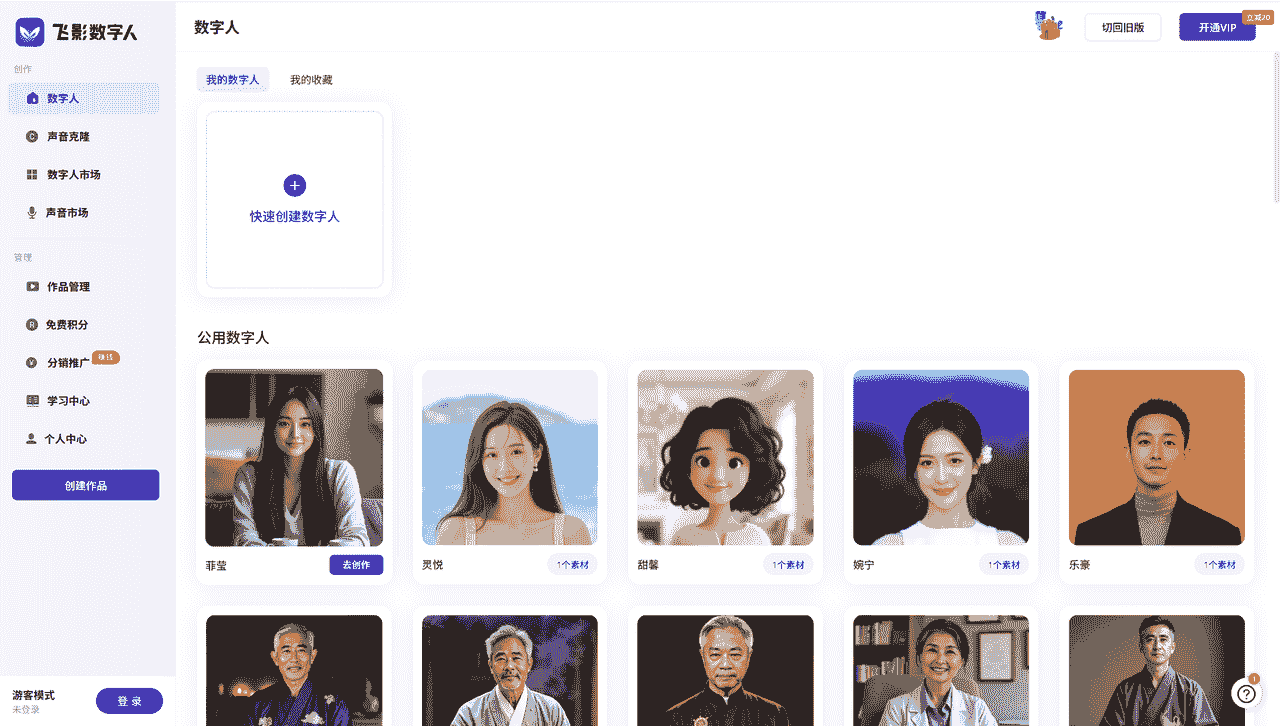 飞影数字人
创作
数字人
声音克隆
数字人市场
声音市场
管理
作品管理
免费积分
分销推广
赚钱
学习中心
个人中心
创建作品
游客模式
未登录
登录
数字人
切回旧版
开通VIP
立减20
我的数字人
我的收藏
快速创建数字人
公用数字人
菲莹
去创作
灵悦
1个素材
甜馨
1个素材
婉宁
1个素材
乐豪
1个素材